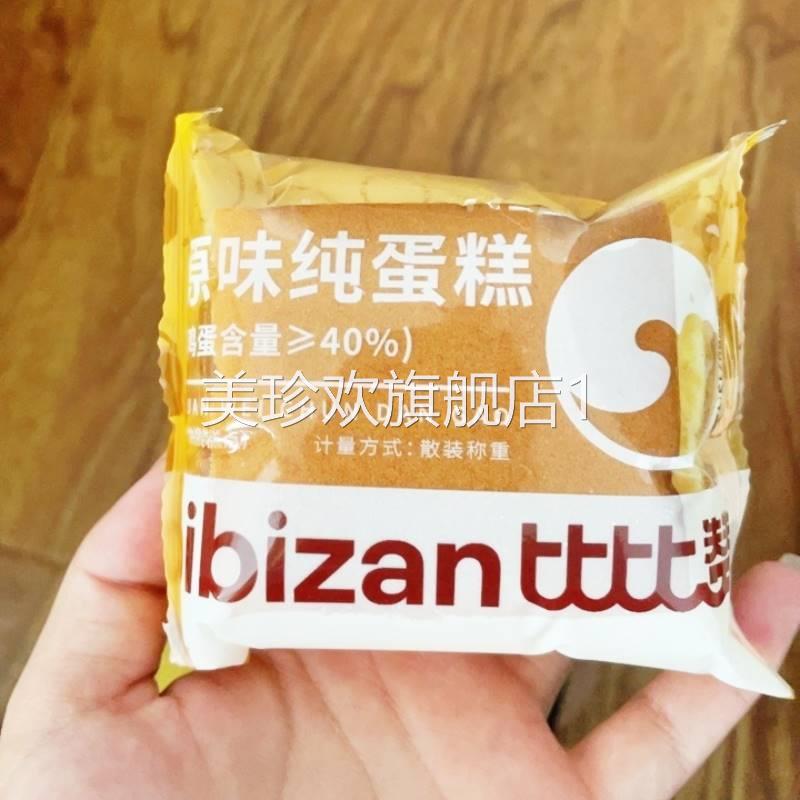 原味纯蛋糕
鸡蛋含量≥40%)
美珍欢旗舰店1
计量方式:散装称重
ibizan